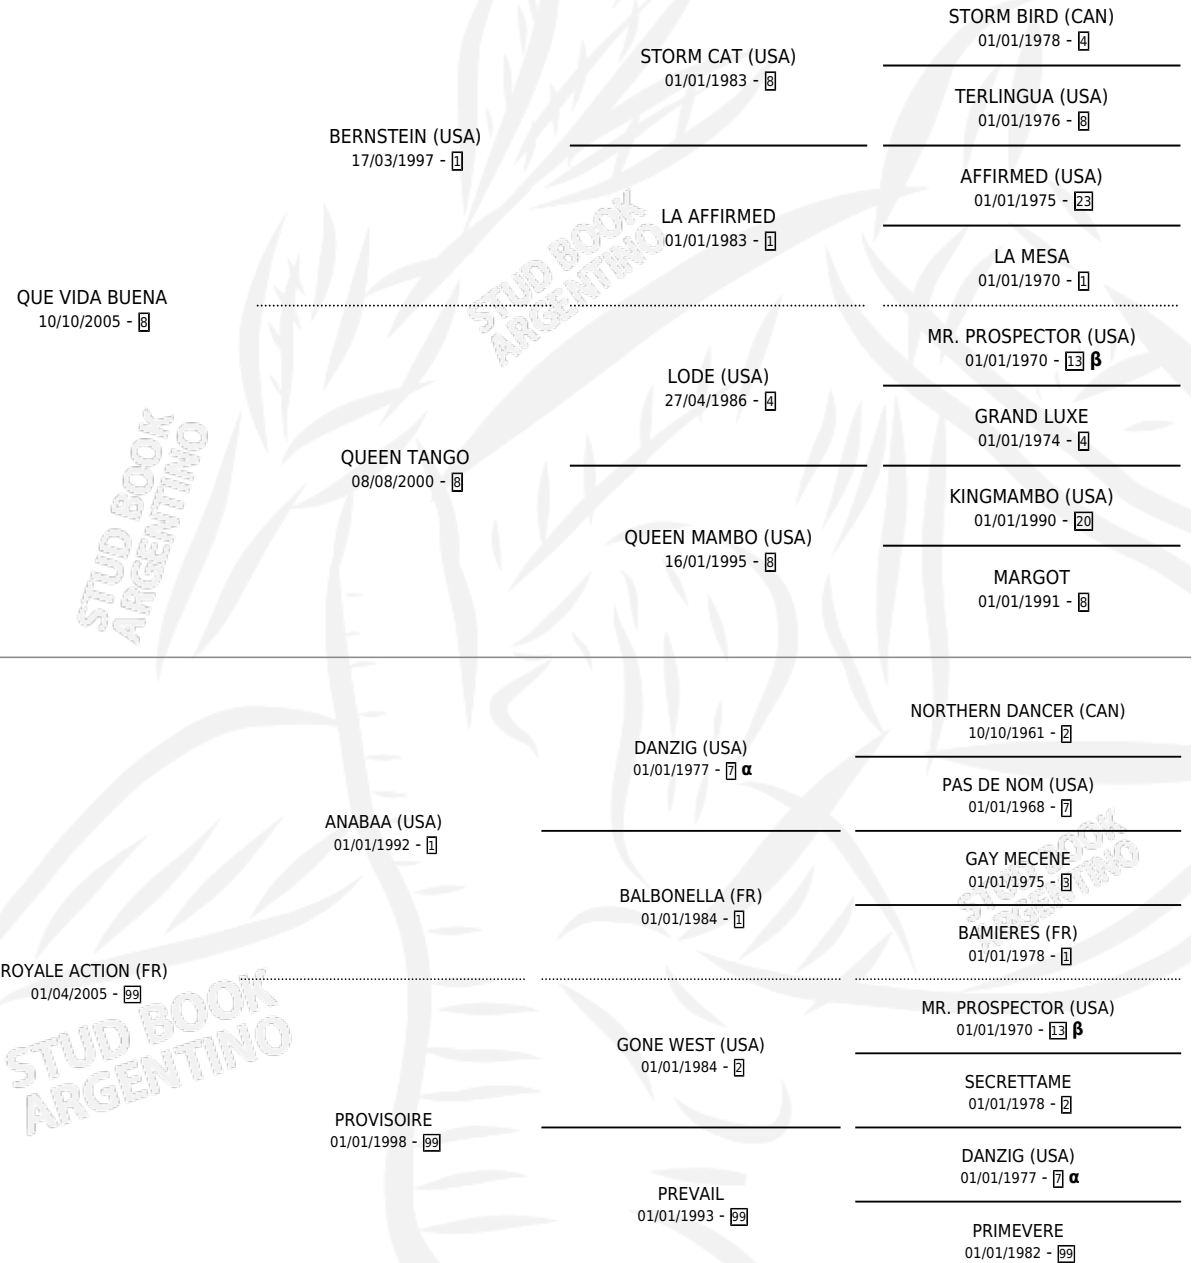 STORM BIRD (CAN)
01/01/1978 - 4
STORM CAT (USA)
01/01/1983 - 8
TERLINGUA (USA)
01/01/1976 - 8
BERNSTEIN (USA)
17/03/1997 - 1
AFFIRMED (USA)
01/01/1975 - 23
LA AFFIRMED
01/01/1983 - 1
LA MESA
01/01/1970 - 1
QUE VIDA BUENA
10/10/2005 - 8
MR. PROSPECTOR (USA)
01/01/1970 - 13 β
LODE (USA)
27/04/1986 - 4
GRAND LUXE
01/01/1974 - 4
QUEEN TANGO
08/08/2000 - 8
KINGMAMBO (USA)
01/01/1990 - 20
QUEEN MAMBO (USA)
16/01/1995 - 8
MARGOT
01/01/1991 - 8
NORTHERN DANCER (CAN)
10/10/1961 - 2
DANZIG (USA)
01/01/1977 - 7 α
PAS DE NOM (USA)
01/01/1968 - 7
ANABAA (USA)
01/01/1992 - 1
GAY MECENE
01/01/1975 - 3
BALBONELLA (FR)
01/01/1984 - 1
BAMIERES (FR)
01/01/1978 - 1
ROYALE ACTION (FR)
01/04/2005 - 99
MR. PROSPECTOR (USA)
01/01/1970 - 13 β
GONE WEST (USA)
01/01/1984 - 2
SECRETTAME
01/01/1978 - 2
PROVISOIRE
01/01/1998 - 99
DANZIG (USA)
01/01/1977 - 7 α
PREVAIL
01/01/1993 - 99
PRIMEVERE
01/01/1982 - 99
STUD BOOK
ARGENTINO
STUD BOOK
ARGENTINO
STUD BOOK
ARGENTINO
STUD BOOK
ARGENTINO